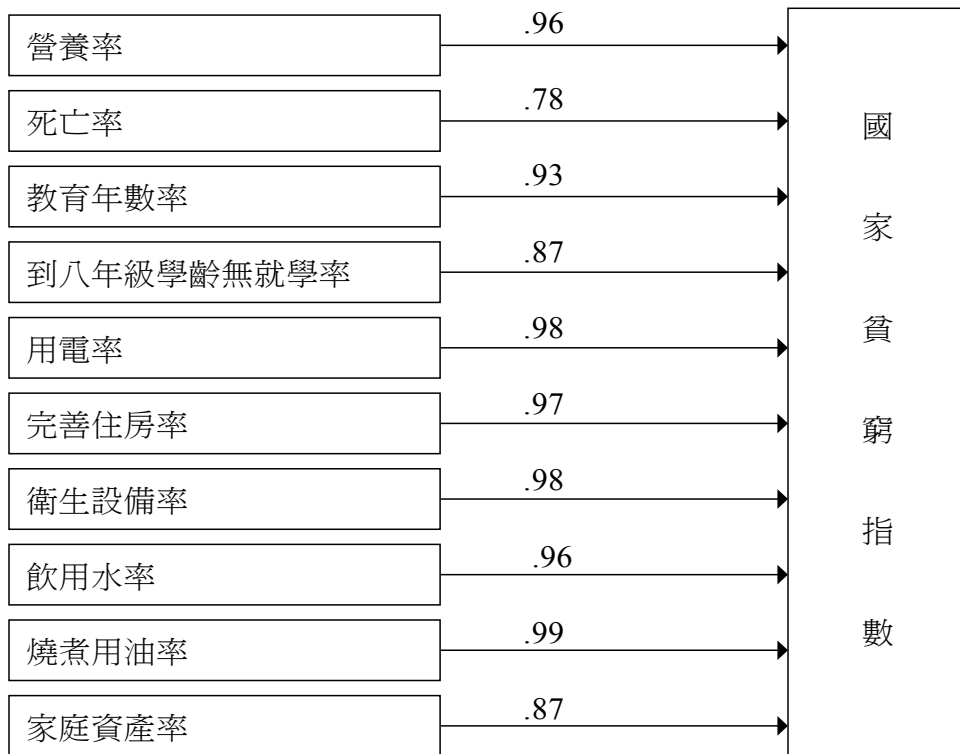 營養率
.96
死亡率
.78
教育年數率
.93
到八年級學齡無就學率
.87
用電率
.98
完善住房率
.97
衛生設備率
.98
飲用水率
.96
燒煮用油率
.99
家庭資產率
.87
國家貧窮指數